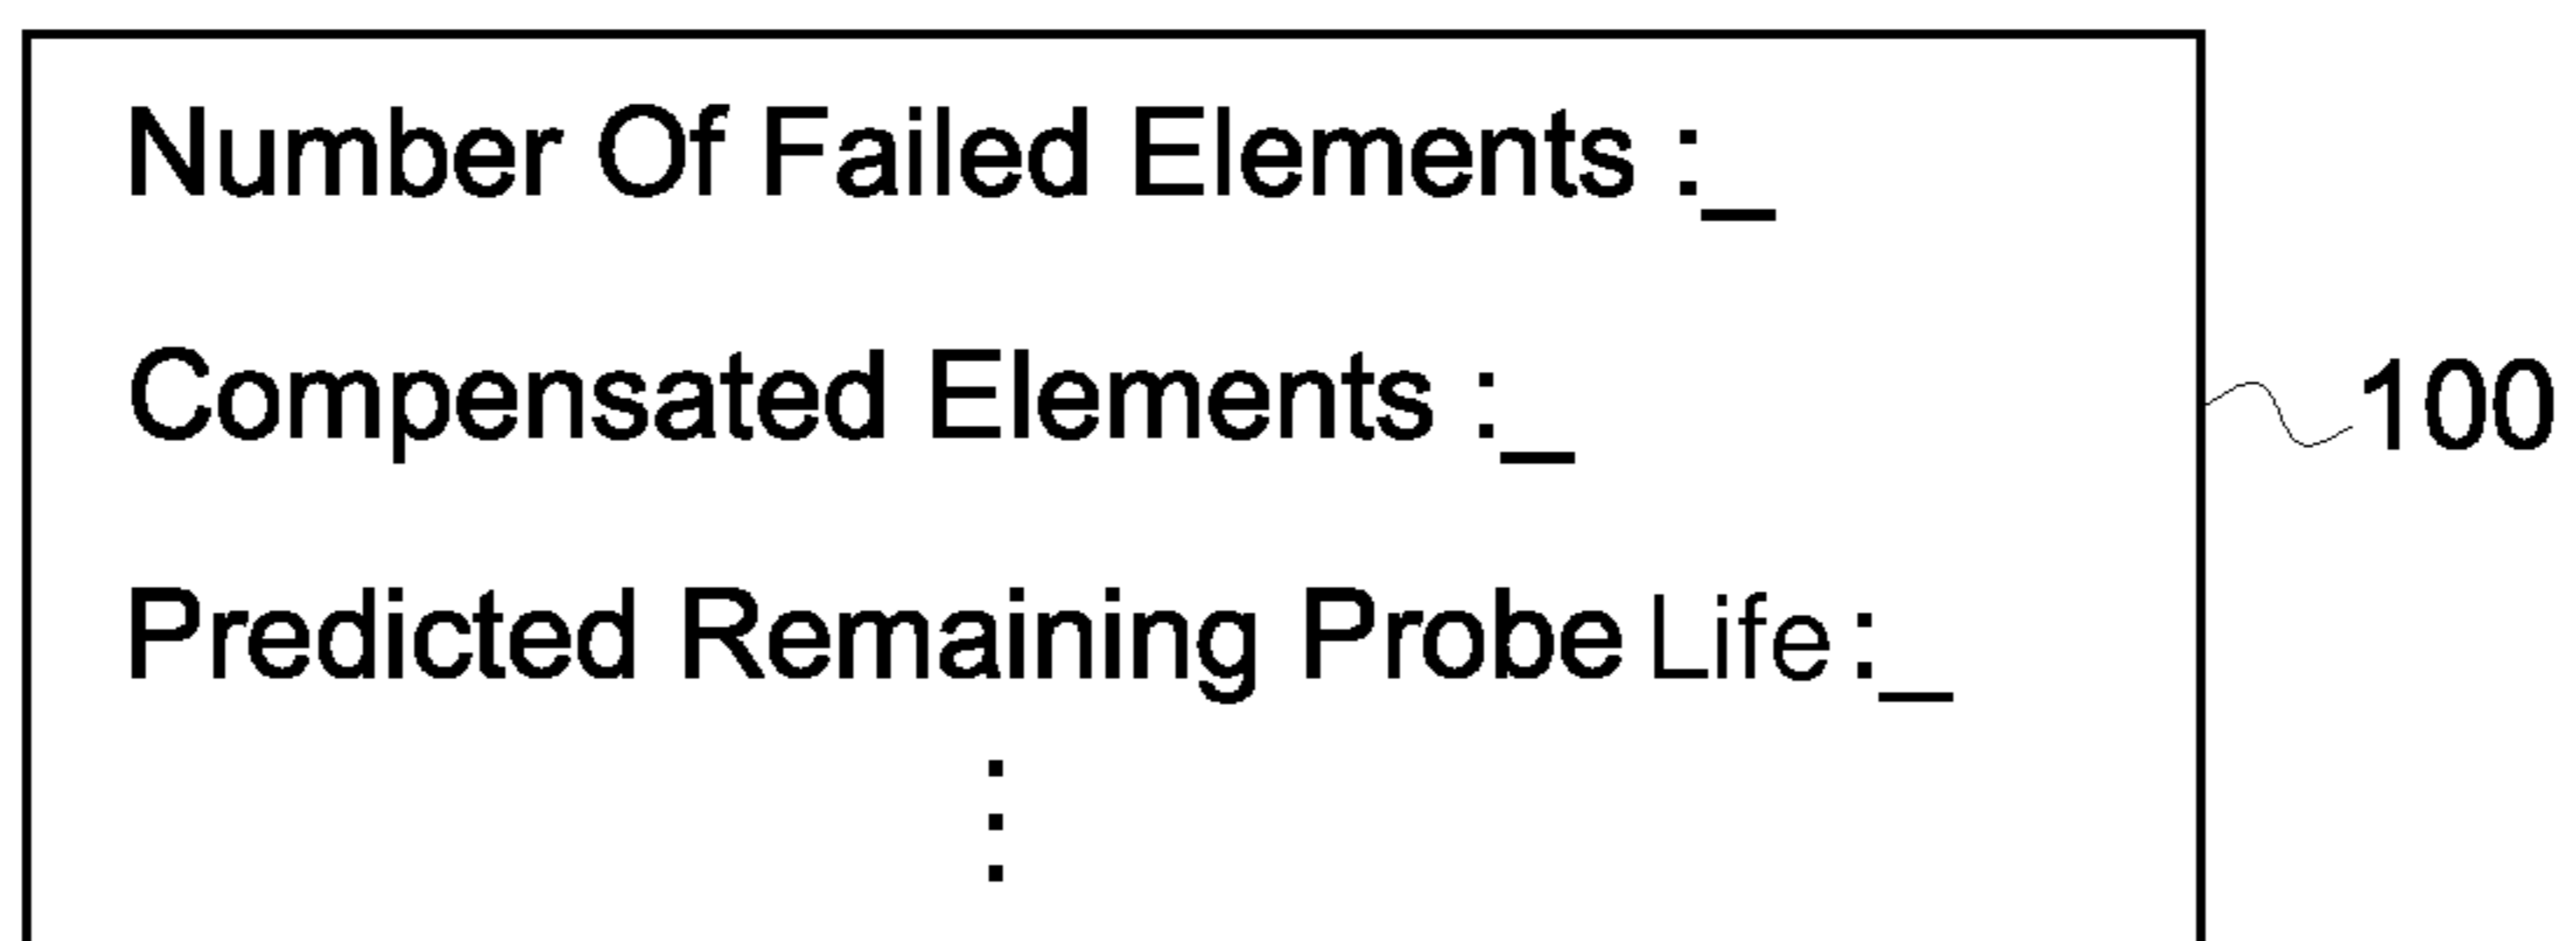 Number Of Failed Elements :_
Compensated Elements :_
100
Predicted Remaining Probe Life :_